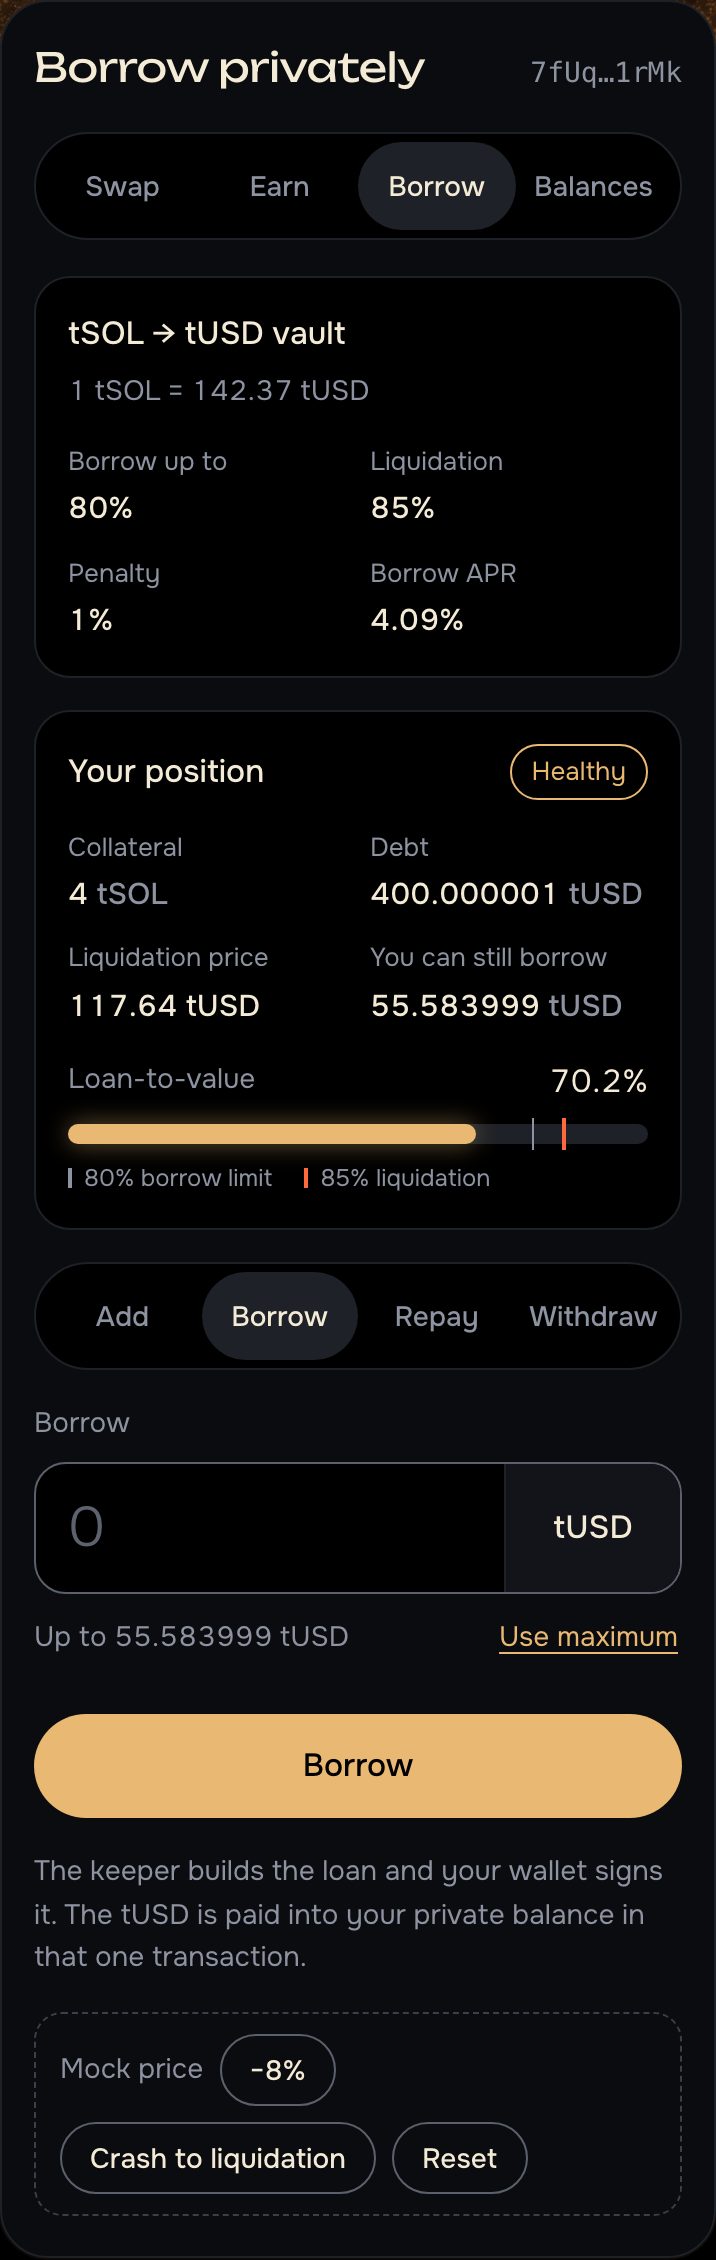 Borrow privately
7fUq…1rMk
Swap Earn Borrow Balances
tSOL → tUSD vault
1 tSOL = 142.37 tUSD
Borrow up to Liquidation
80% 85%
Penalty Borrow APR
1% 4.09%
Your position Healthy
Collateral Debt
4 tSOL 400.000001 tUSD
Liquidation price You can still borrow
117.64 tUSD 55.583999 tUSD
Loan-to-value 70.2%
80% borrow limit 85% liquidation
Add Borrow Repay Withdraw
Borrow
0 tUSD
Up to 55.583999 tUSD Use maximum
Borrow
The keeper builds the loan and your wallet signs
it. The tUSD is paid into your private balance in
that one transaction.
Mock price −8%
Crash to liquidation Reset